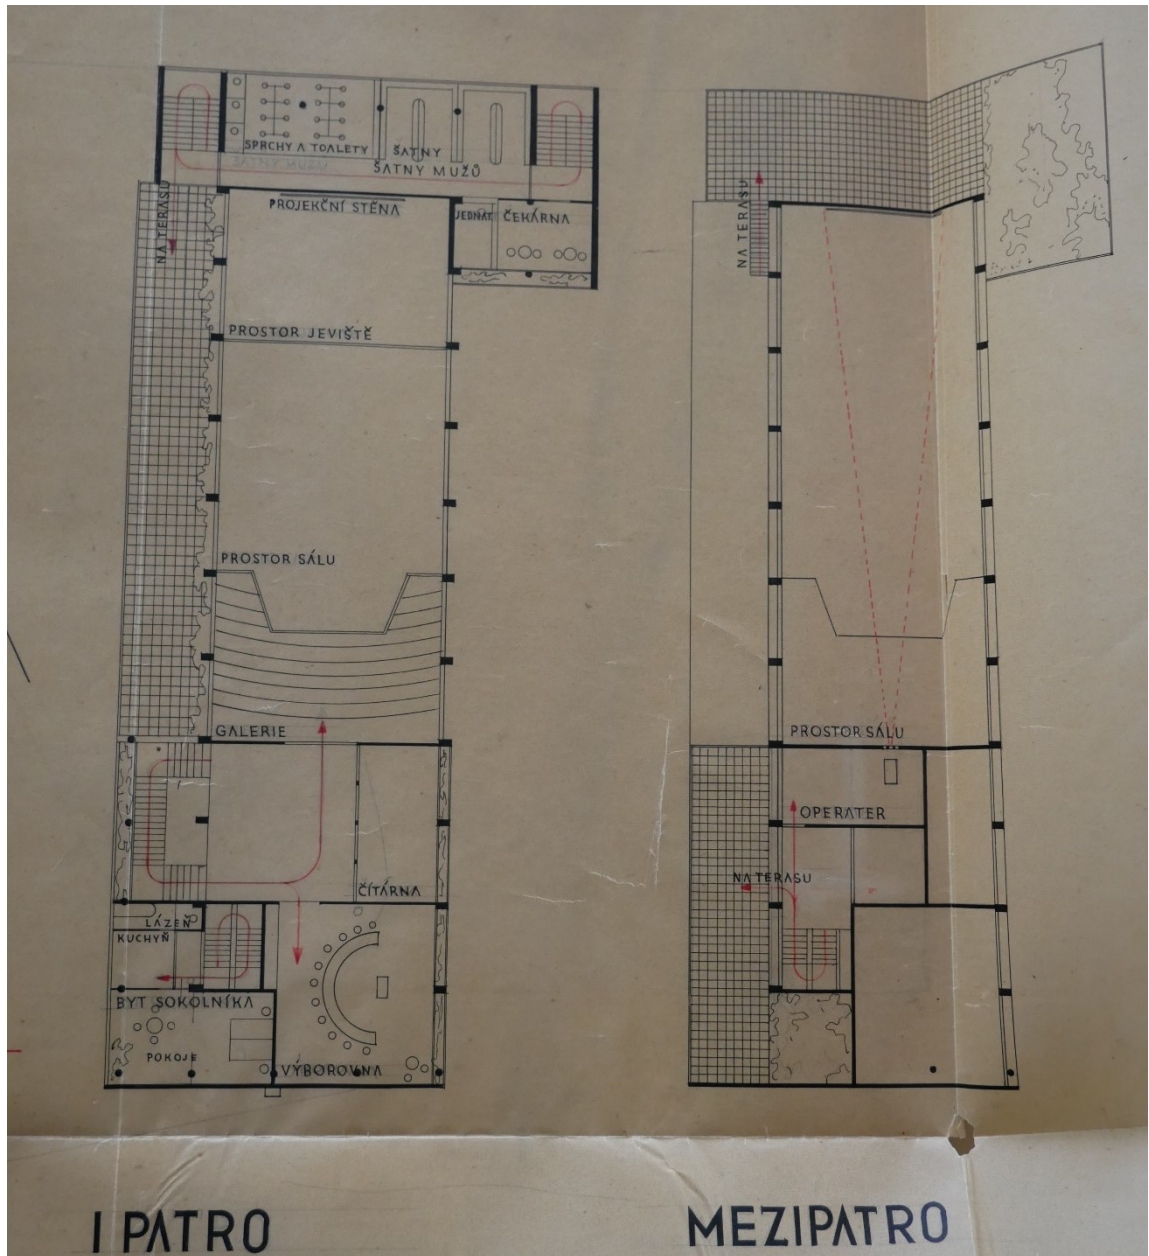 SPRCHY A TOALETY
ŠATNY
ŠATNY MUŽŮ
NA TERASU
PROJEKČNÍ STĚNA
JEDNÁT
ČEKÁRNA
PROSTOR JEVIŠTĚ
PROSTOR SÁLU
GALERIE
ČÍTÁRNA
LÁZEŇ
KUCHYŇ
BYT SOKOLNÍKA
POKOJE
VÝBOROVNA
I PATRO
NA TERASU
PROSTOR SÁLU
OPERATER
NA TERASU
MEZIPATRO